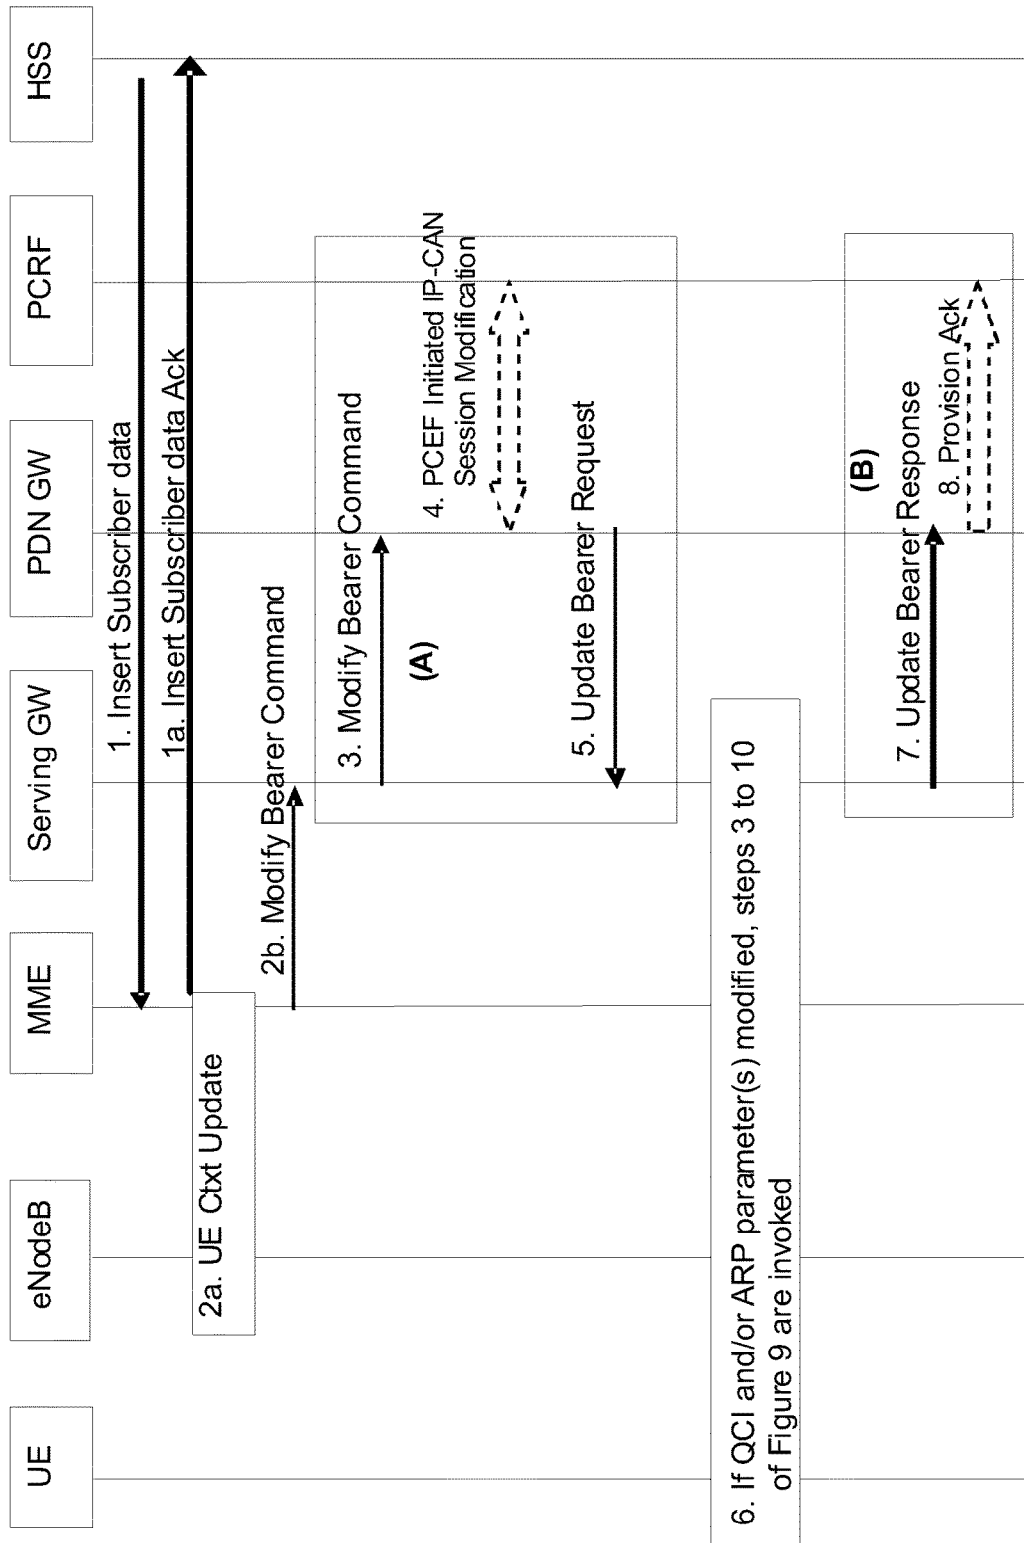 UE
eNodeB
MME
Serving GW
PDN GW
PCRF
HSS
1. Insert Subscriber data
1a. Insert Subscriber data Ack
2a. UE Ctxt Update
2b. Modify Bearer Command
3. Modify Bearer Command
(A)
4. PCEF Initiated IP-CAN
Session Modification
5. Update Bearer Request
6. If QCI and/or ARP parameter(s) modified, steps 3 to 10
of Figure 9 are invoked
(B)
7. Update Bearer Response
8. Provision Ack